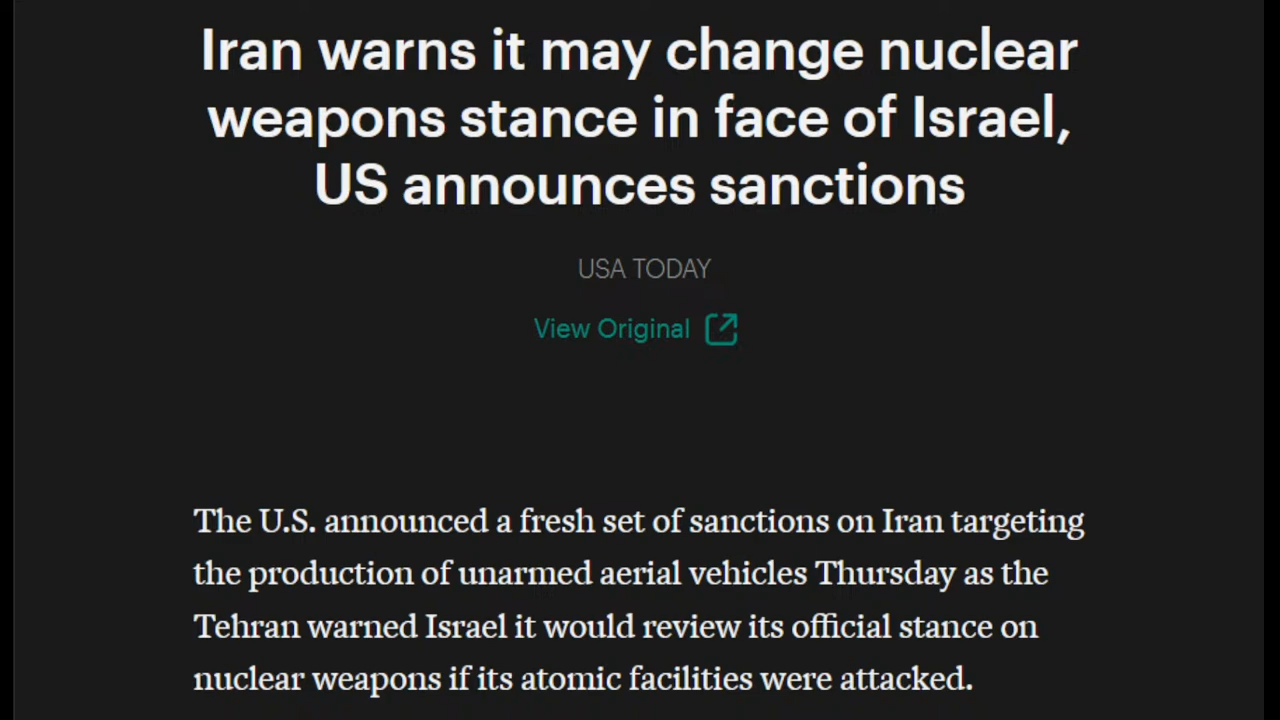 Iran warns it may change nuclear
weapons stance in face of Israel,
US announces sanctions
USA TODAY
View Original
The U.S. announced a fresh set of sanctions on Iran targeting
the production of unarmed aerial vehicles Thursday as the
Tehran warned Israel it would review its official stance on
nuclear weapons if its atomic facilities were attacked.